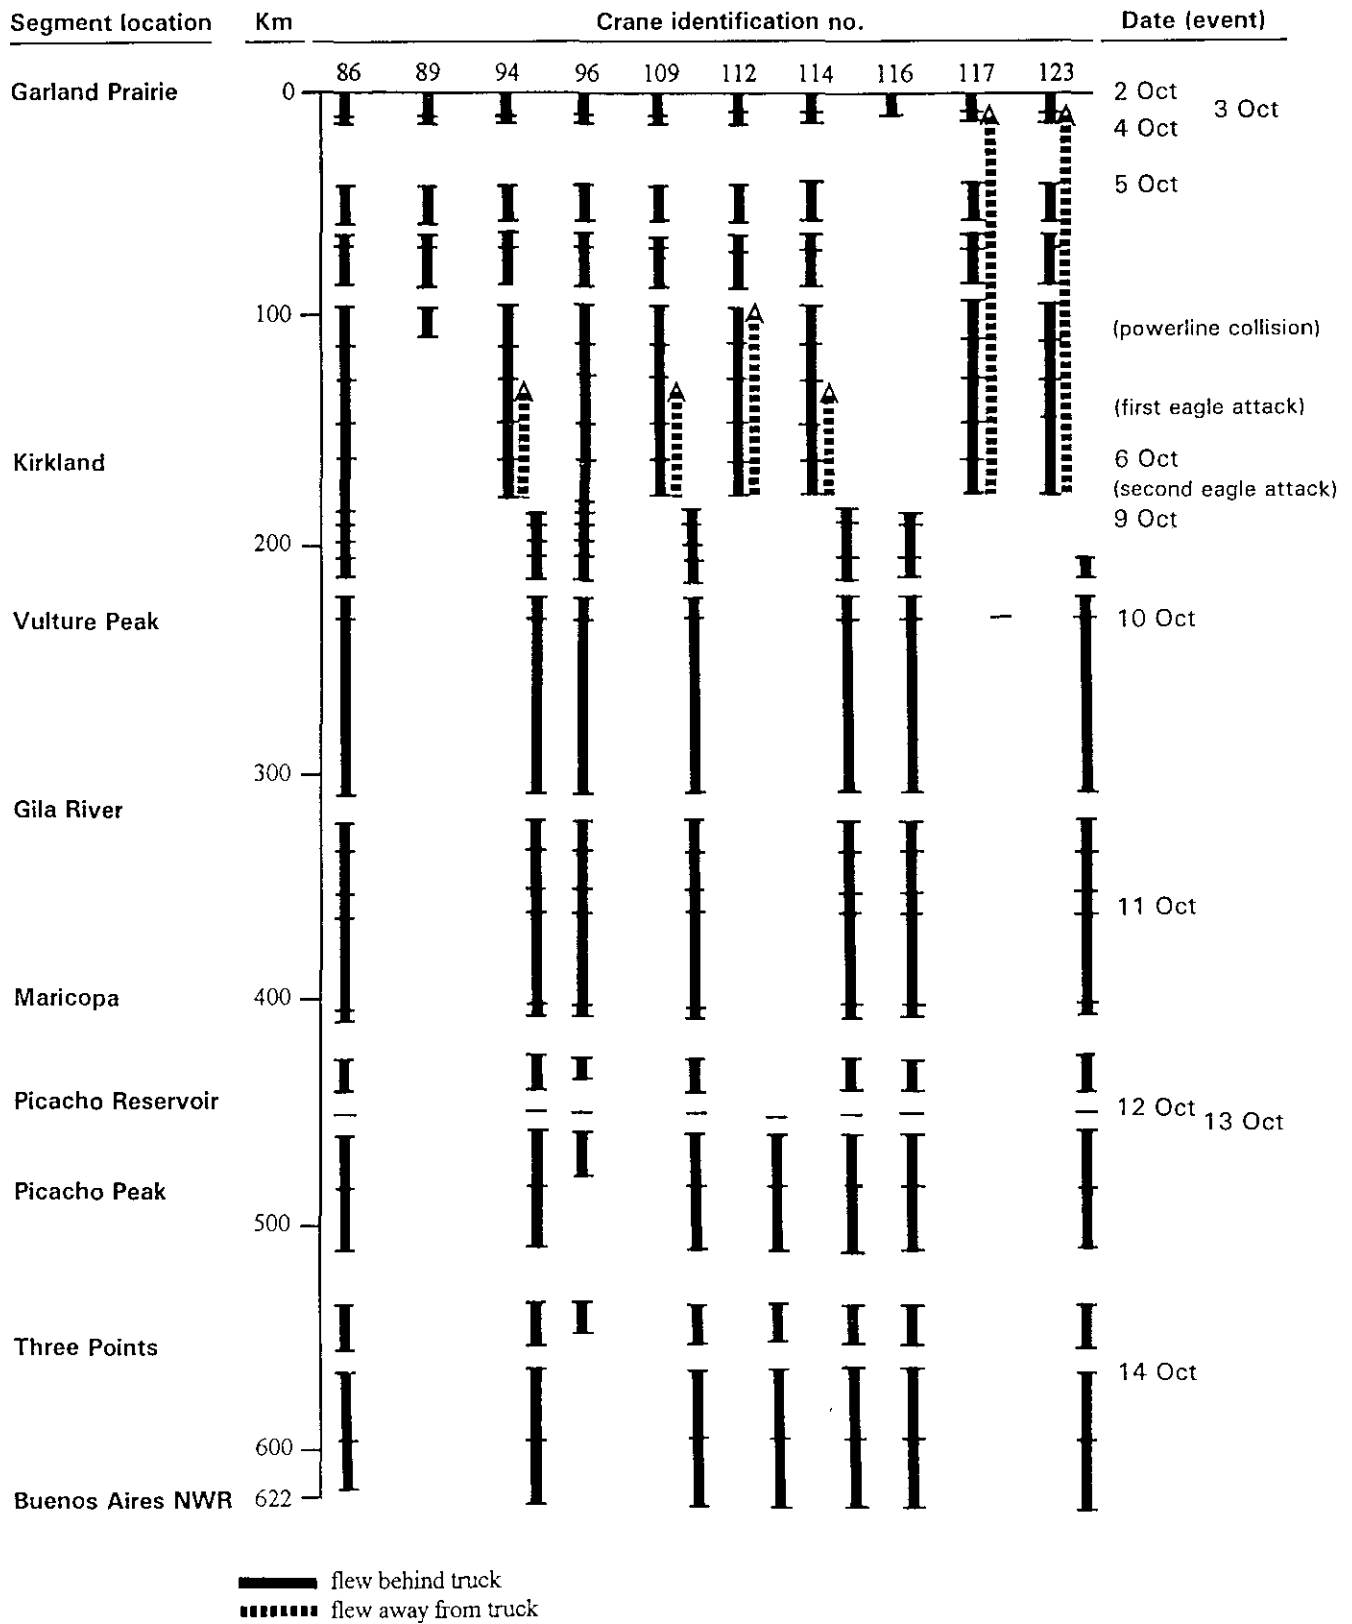 Segment location Km Crane identification no. Date (event)
86 89 94 96 109 112 114 116 117 123
Garland Prairie 0 2 Oct 3 Oct
4 Oct
5 Oct
100 (powerline collision)
(first eagle attack)
Kirkland 6 Oct
(second eagle attack)
9 Oct
200
Vulture Peak 10 Oct
300
Gila River
11 Oct
Maricopa 400
Picacho Reservoir 12 Oct 13 Oct
Picacho Peak
500
Three Points
14 Oct
600
Buenos Aires NWR 622
flew behind truck
flew away from truck